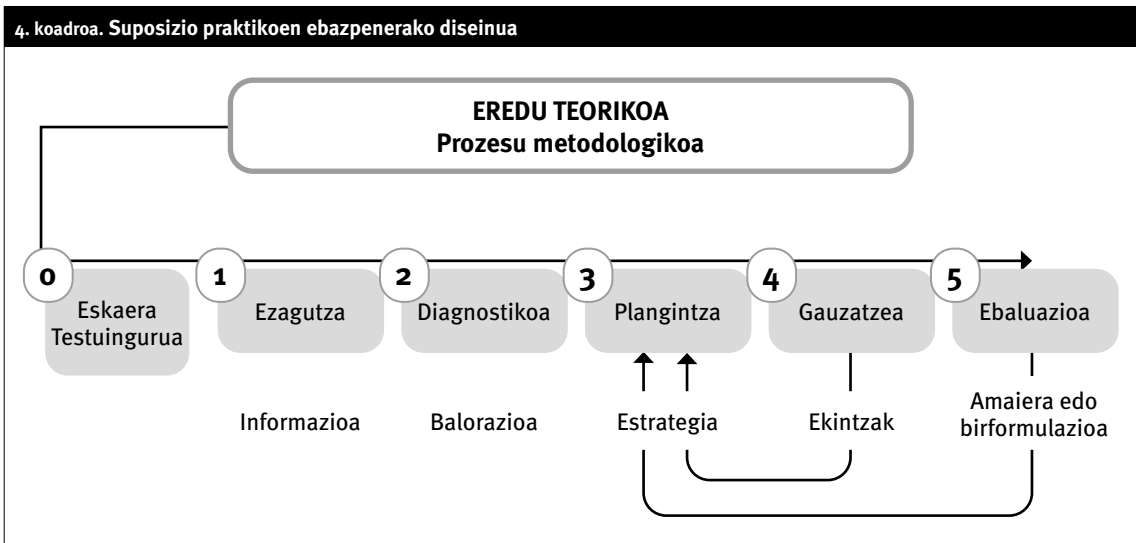 4. koadroa. Suposizio praktikoen ebazpenerako diseinua
EREDU TEORIKOA
Prozesu metodologikoa
0
Eskaera
Testuingurua
1
Ezagutza
2
Diagnostikoa
3
Plangintza
4
Gauzatzea
5
Ebaluazioa
Informazioa
Balorazioa
Estrategia
Ekintzak
Amaiera edo
birformulazioa